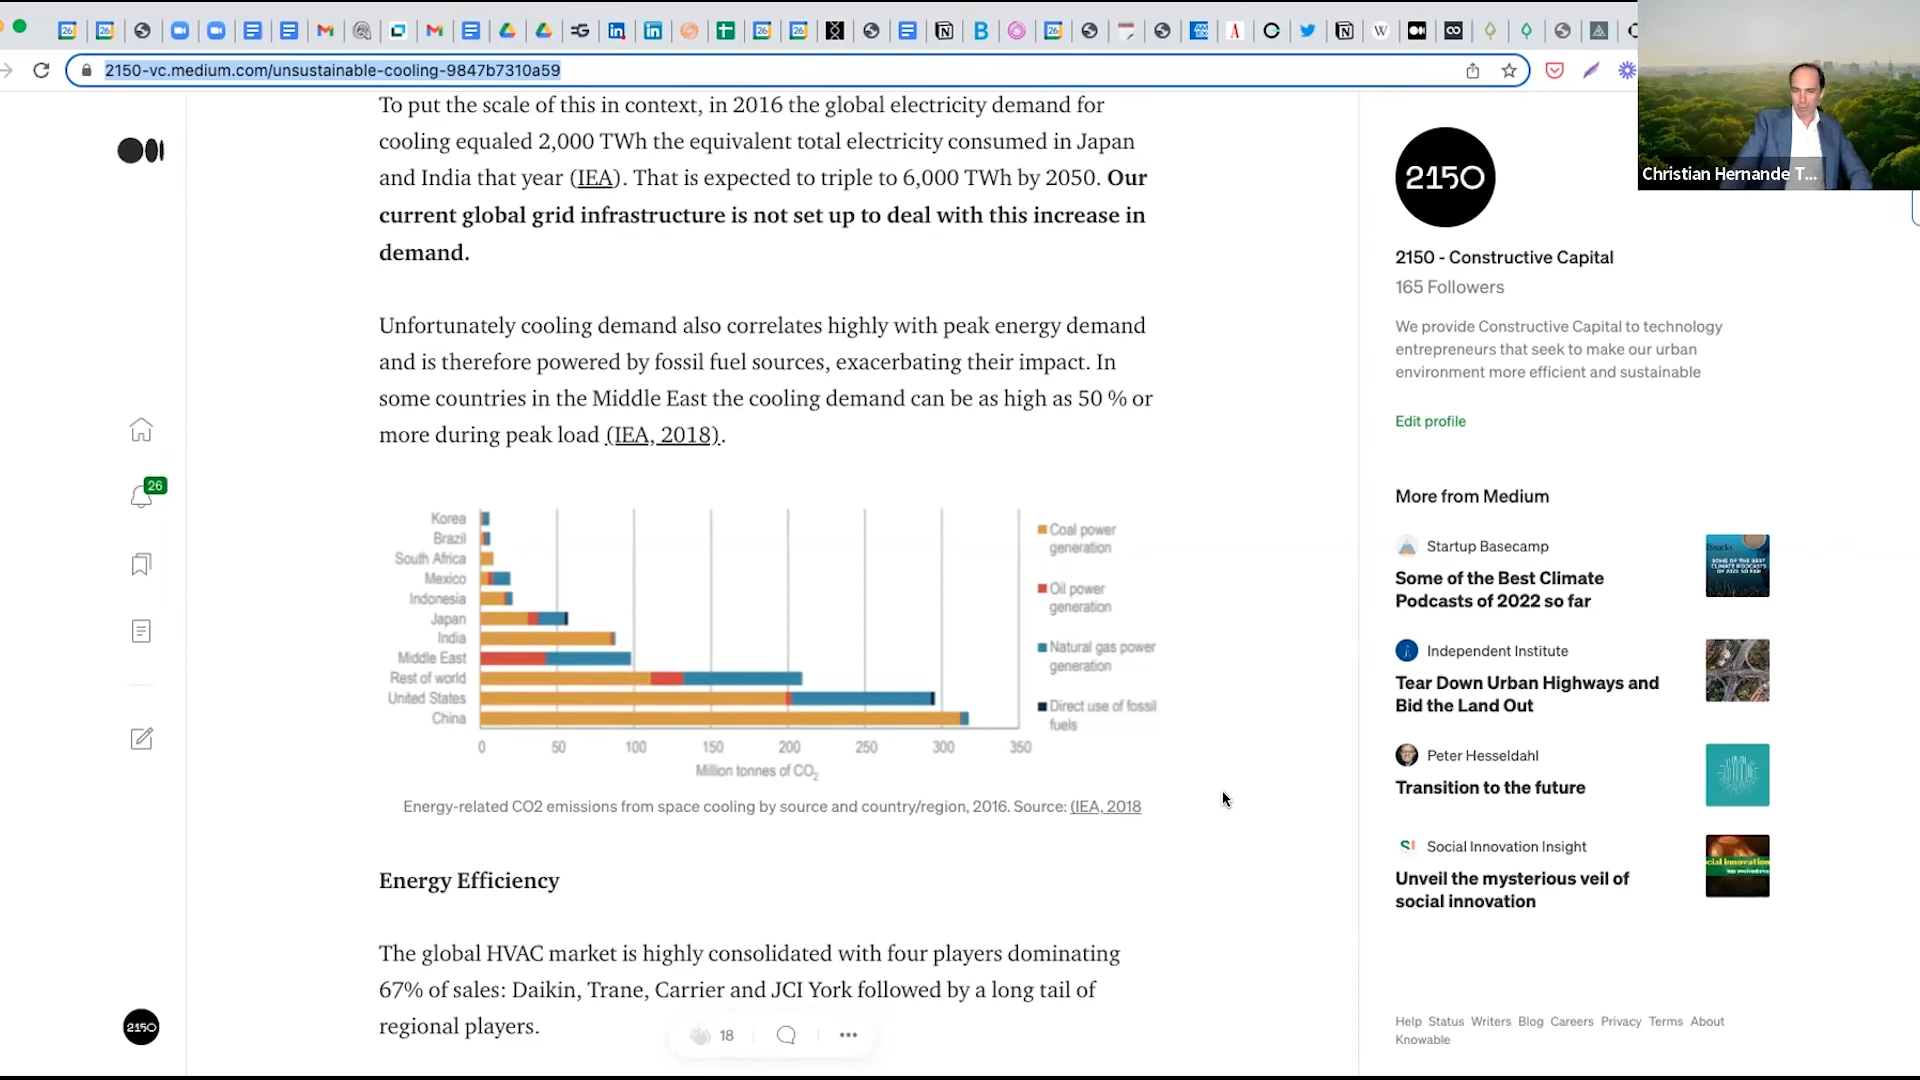 2150-vc.medium.com/unsustainable-cooling-9847b7310a59
Christian Hernande T...
To put the scale of this in context, in 2016 the global electricity demand for
cooling equaled 2,000 TWh the equivalent total electricity consumed in Japan
and India that year (IEA). That is expected to triple to 6,000 TWh by 2050. Our
current global grid infrastructure is not set up to deal with this increase in
demand.
Unfortunately cooling demand also correlates highly with peak energy demand
and is therefore powered by fossil fuel sources, exacerbating their impact. In
some countries in the Middle East the cooling demand can be as high as 50 % or
more during peak load (IEA, 2018).
Korea
Brazil
South Africa
Mexico
Indonesia
Japan
India
Middle East
Rest of world
United States
China
0 50 100 150 200 250 300 350
Million tonnes of CO2
Coal power
generation
Oil power
generation
Natural gas power
generation
Direct use of fossil
fuels
Energy-related CO2 emissions from space cooling by source and country/region, 2016. Source: (IEA, 2018
Energy Efficiency
The global HVAC market is highly consolidated with four players dominating
67% of sales: Daikin, Trane, Carrier and JCI York followed by a long tail of
regional players.
18
26
2150
2150
2150 - Constructive Capital
165 Followers
We provide Constructive Capital to technology
entrepreneurs that seek to make our urban
environment more efficient and sustainable
Edit profile
More from Medium
Startup Basecamp
Some of the Best Climate
Podcasts of 2022 so far
Independent Institute
Tear Down Urban Highways and
Bid the Land Out
Peter Hesseldahl
Transition to the future
Social Innovation Insight
Unveil the mysterious veil of
social innovation
Help Status Writers Blog Careers Privacy Terms About
Knowable